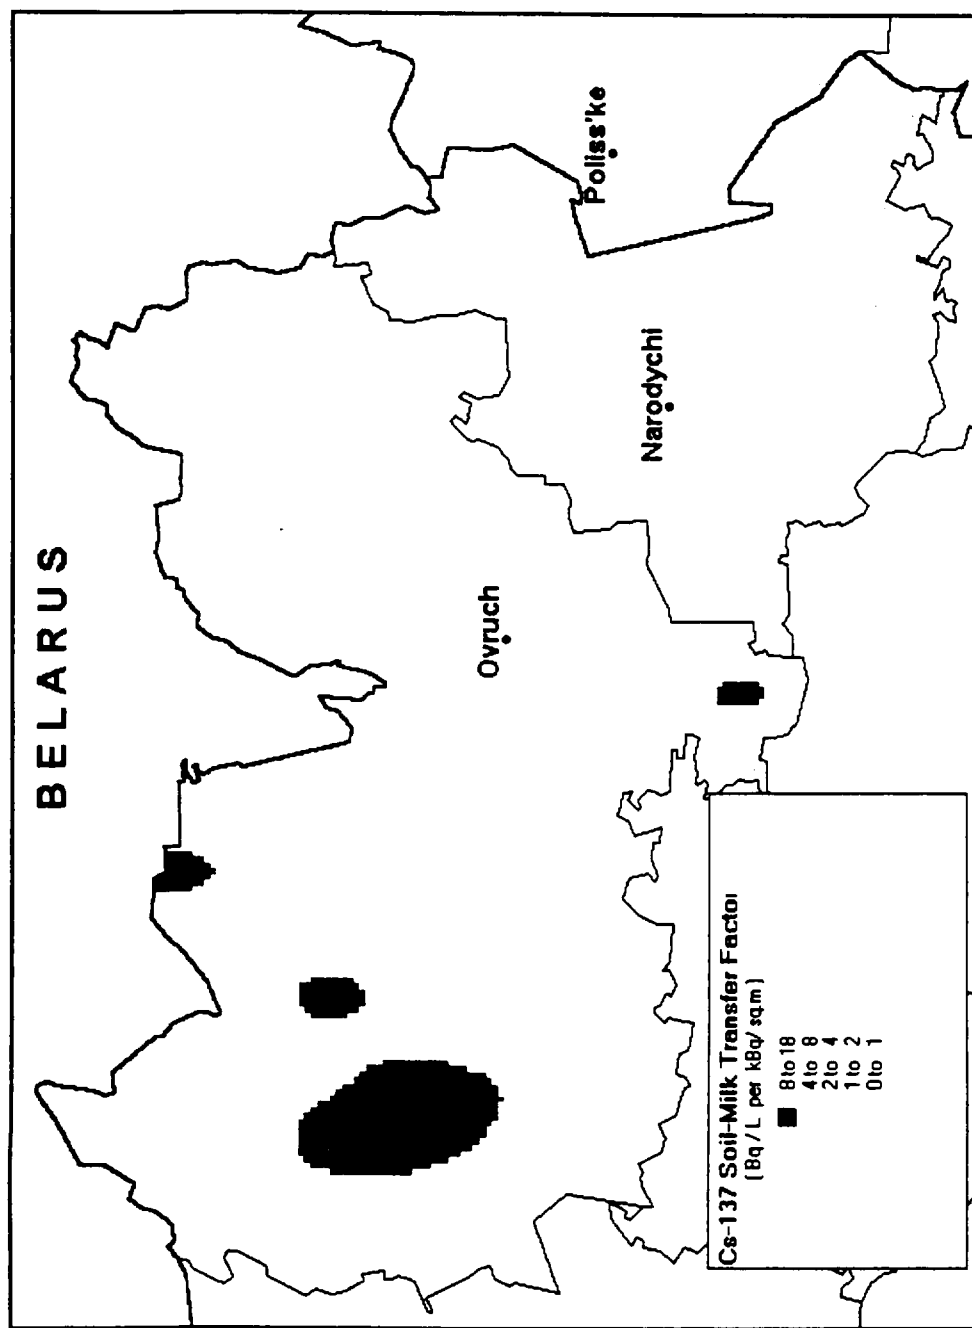 BELARUS
Poliss'ke
Narodychi
Ovruch
Cs-137 Soil-Milk Transfer Factor
(Bq / L per kBq/ sq.m)
8 to 18
4 to 8
2 to 4
1 to 2
0 to 1